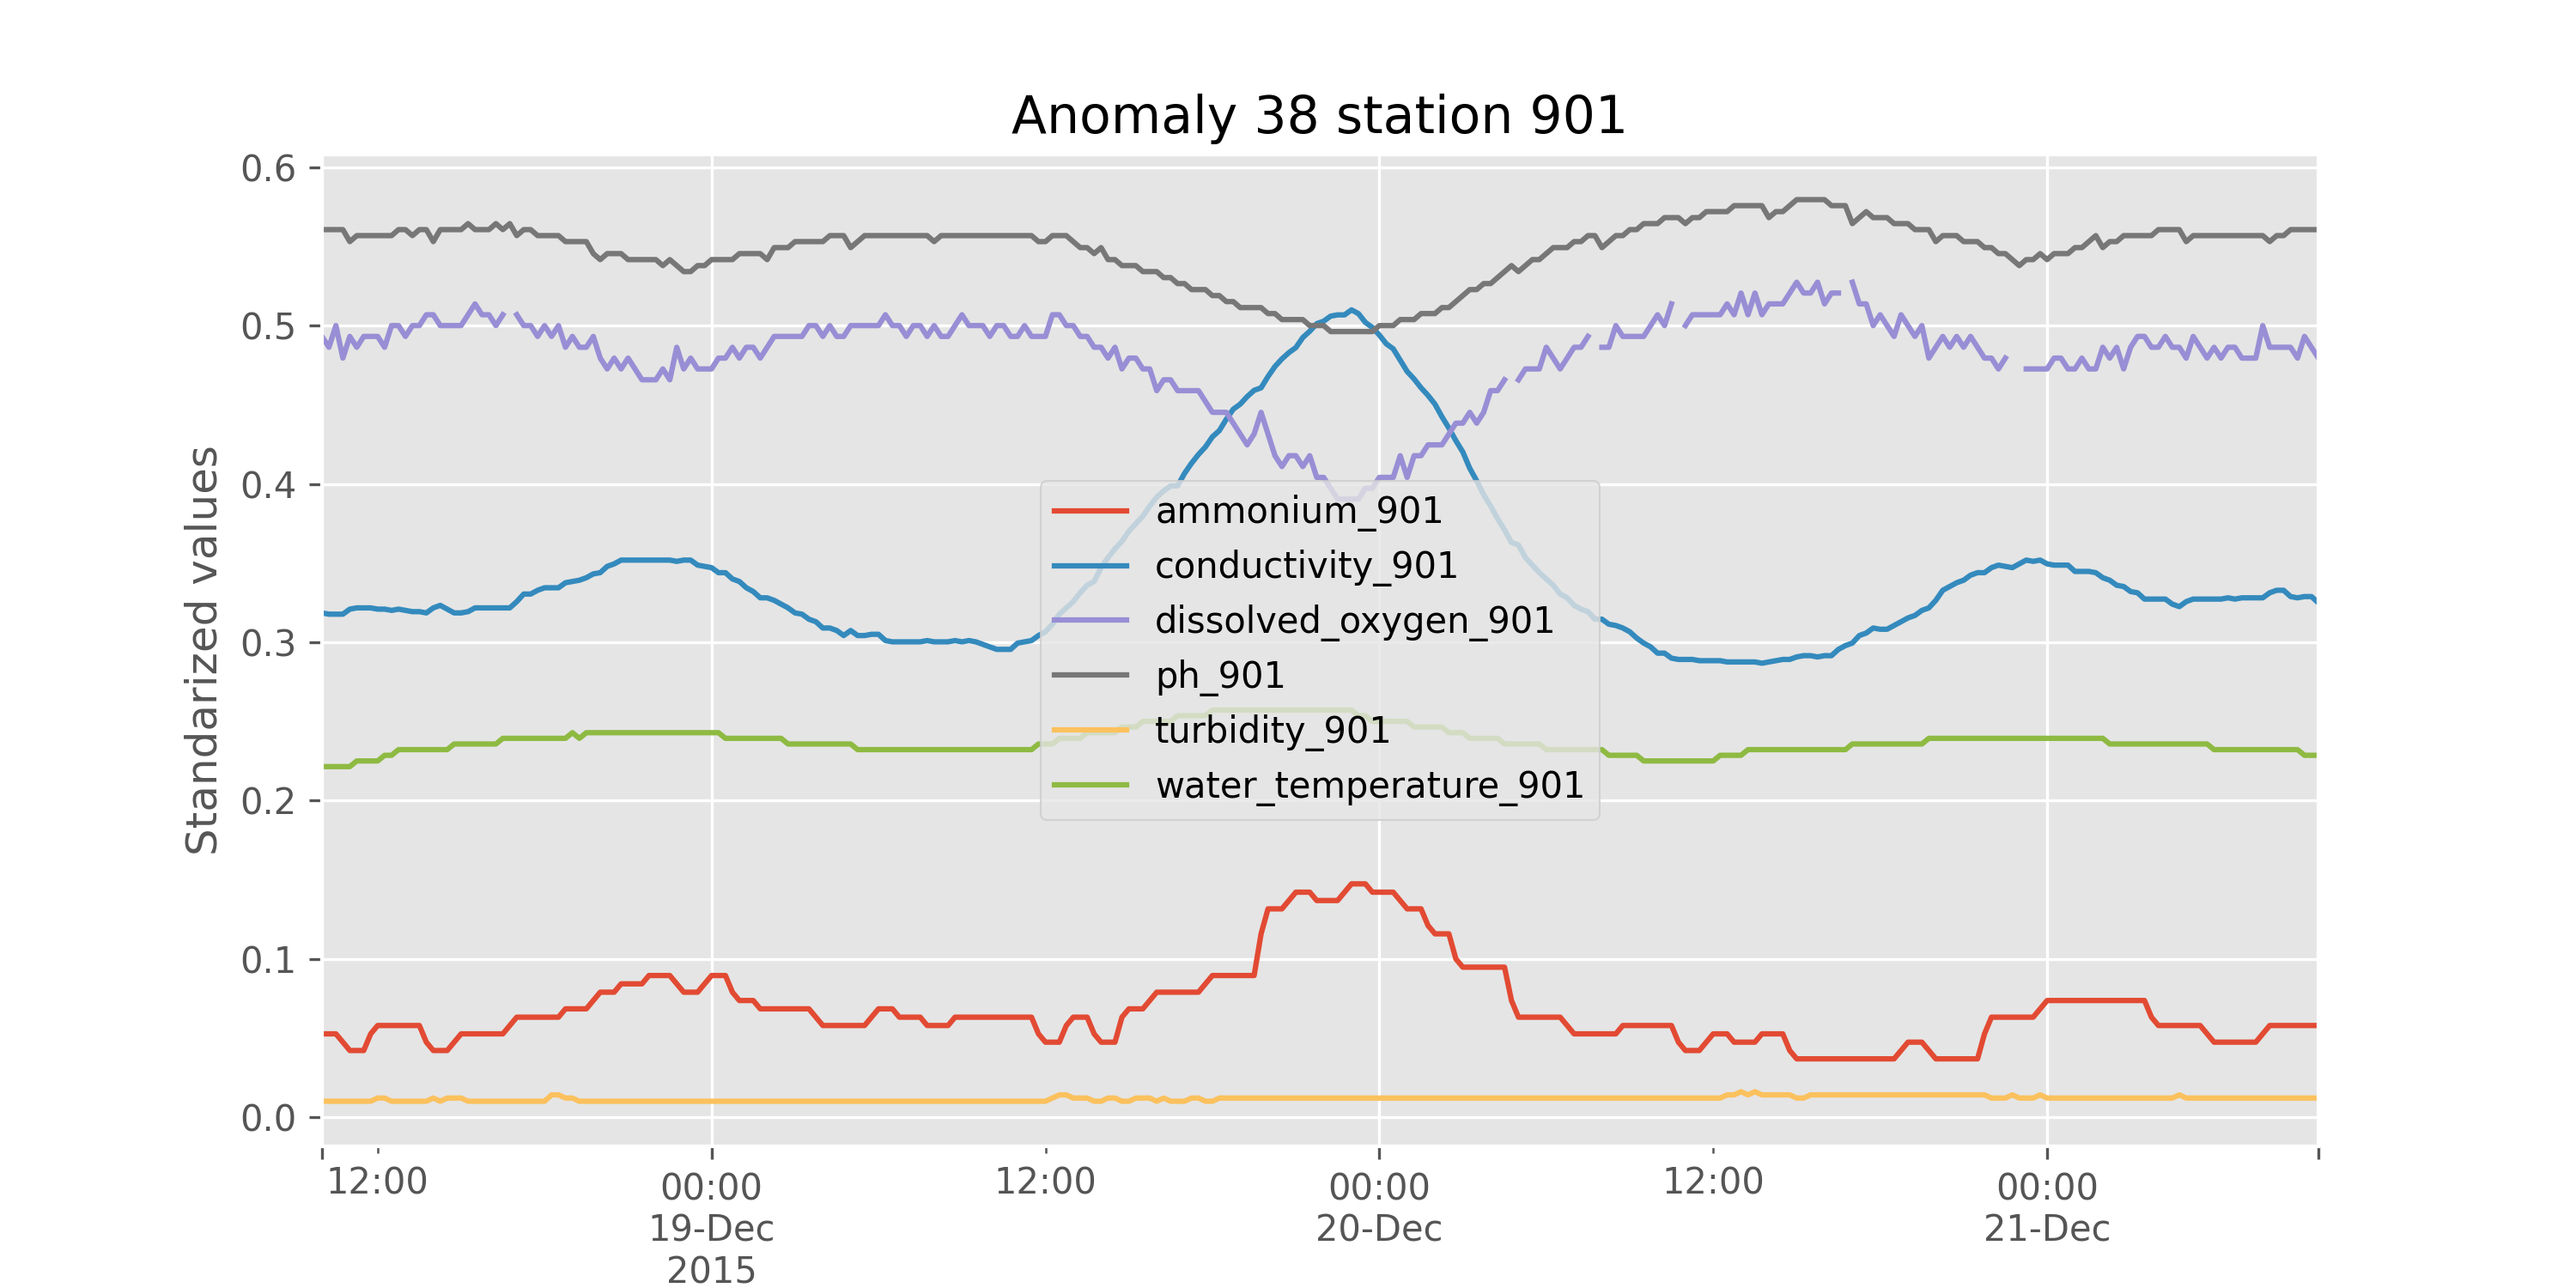 Anomaly 38 station 901
Standarized values
0.6
0.5
0.4
0.3
0.2
0.1
0.0
ammonium_901
conductivity_901
dissolved_oxygen_901
ph_901
turbidity_901
water_temperature_901
12:00
00:00
19-Dec
2015
12:00
00:00
20-Dec
12:00
00:00
21-Dec